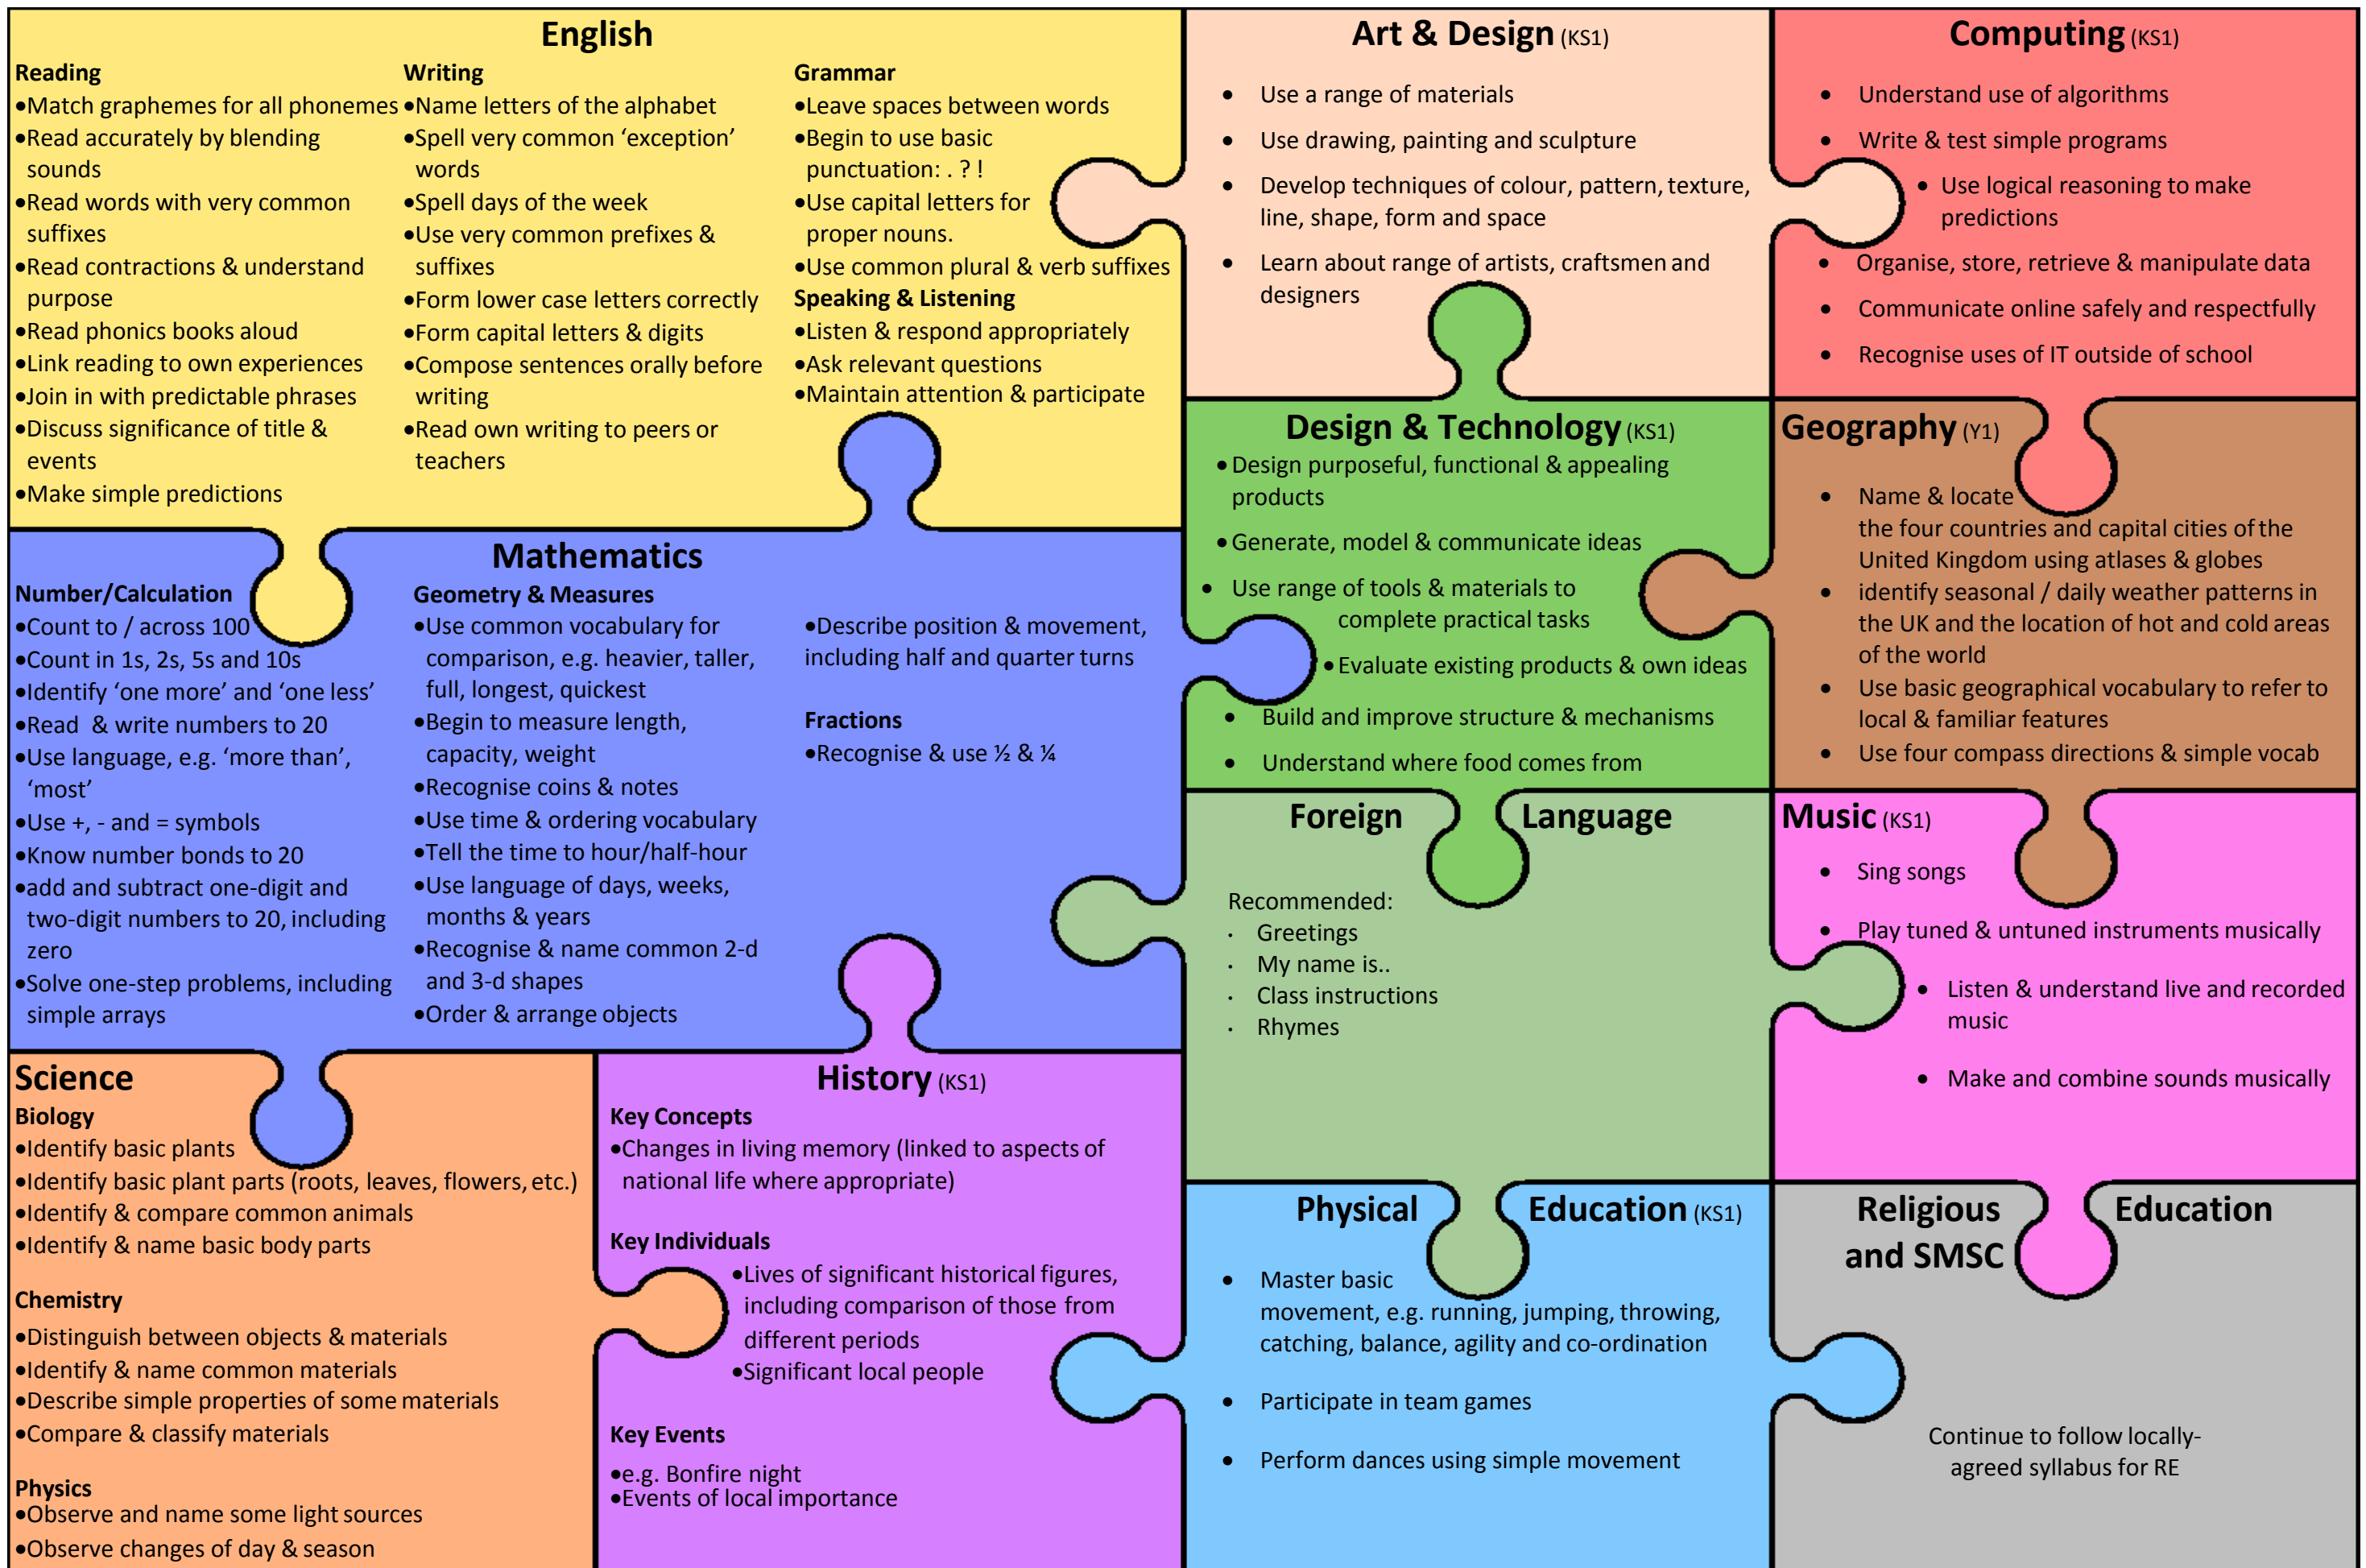 English
Reading
•Match graphemes for all phonemes
•Read accurately by blending
sounds
•Read words with very common
suffixes
•Read contractions & understand
purpose
•Read phonics books aloud
•Link reading to own experiences
•Join in with predictable phrases
•Discuss significance of title &
events
•Make simple predictions
Writing
•Name letters of the alphabet
•Spell very common ‘exception’
words
•Spell days of the week
•Use very common prefixes &
suffixes
•Form lower case letters correctly
•Form capital letters & digits
•Compose sentences orally before
writing
•Read own writing to peers or
teachers
Grammar
•Leave spaces between words
•Begin to use basic
punctuation: . ? !
•Use capital letters for
proper nouns.
•Use common plural & verb suffixes
Speaking & Listening
•Listen & respond appropriately
•Ask relevant questions
•Maintain attention & participate
Art & Design (KS1)
• Use a range of materials
• Use drawing, painting and sculpture
• Develop techniques of colour, pattern, texture,
line, shape, form and space
• Learn about range of artists, craftsmen and
designers
Computing (KS1)
• Understand use of algorithms
• Write & test simple programs
• Use logical reasoning to make
predictions
• Organise, store, retrieve & manipulate data
• Communicate online safely and respectfully
• Recognise uses of IT outside of school
Mathematics
Number/Calculation
•Count to / across 100
•Count in 1s, 2s, 5s and 10s
•Identify ‘one more’ and ‘one less’
•Read & write numbers to 20
•Use language, e.g. ‘more than’,
‘most’
•Use +, - and = symbols
•Know number bonds to 20
•add and subtract one-digit and
two-digit numbers to 20, including
zero
•Solve one-step problems, including
simple arrays
Geometry & Measures
•Use common vocabulary for
comparison, e.g. heavier, taller,
full, longest, quickest
•Begin to measure length,
capacity, weight
•Recognise coins & notes
•Use time & ordering vocabulary
•Tell the time to hour/half-hour
•Use language of days, weeks,
months & years
•Recognise & name common 2-d
and 3-d shapes
•Order & arrange objects
•Describe position & movement,
including half and quarter turns
Fractions
•Recognise & use ½ & ¼
Design & Technology (KS1)
• Design purposeful, functional & appealing
products
• Generate, model & communicate ideas
• Use range of tools & materials to
complete practical tasks
• Evaluate existing products & own ideas
• Build and improve structure & mechanisms
• Understand where food comes from
Geography (Y1)
• Name & locate
the four countries and capital cities of the
United Kingdom using atlases & globes
• identify seasonal / daily weather patterns in
the UK and the location of hot and cold areas
of the world
• Use basic geographical vocabulary to refer to
local & familiar features
• Use four compass directions & simple vocab
Foreign Language
Recommended:
· Greetings
· My name is..
· Class instructions
· Rhymes
Music (KS1)
• Sing songs
• Play tuned & untuned instruments musically
• Listen & understand live and recorded
music
• Make and combine sounds musically
Science
Biology
•Identify basic plants
•Identify basic plant parts (roots, leaves, flowers, etc.)
•Identify & compare common animals
•Identify & name basic body parts
Chemistry
•Distinguish between objects & materials
•Identify & name common materials
•Describe simple properties of some materials
•Compare & classify materials
Physics
•Observe and name some light sources
•Observe changes of day & season
History (KS1)
Key Concepts
•Changes in living memory (linked to aspects of
national life where appropriate)
Key Individuals
•Lives of significant historical figures,
including comparison of those from
different periods
•Significant local people
Key Events
•e.g. Bonfire night
•Events of local importance
Physical Education (KS1)
• Master basic
movement, e.g. running, jumping, throwing,
catching, balance, agility and co-ordination
• Participate in team games
• Perform dances using simple movement
Religious Education
and SMSC
Continue to follow locally-
agreed syllabus for RE